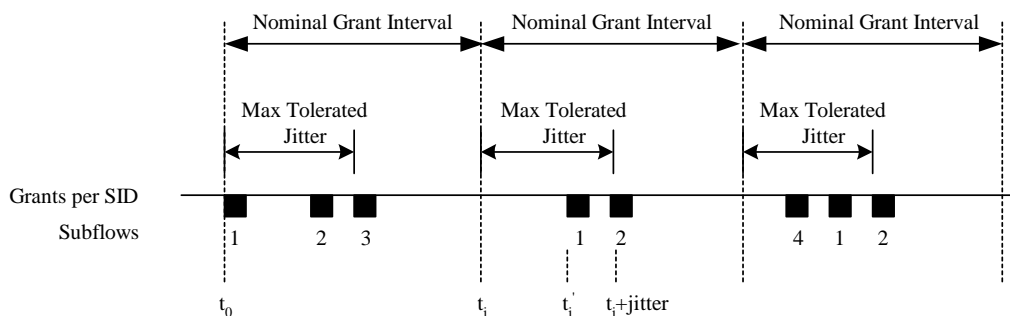 Nominal Grant Interval Nominal Grant Interval Nominal Grant Interval
Max Tolerated Jitter
Max Tolerated Jitter
Max Tolerated Jitter
Grants per SID
Subflows
1 2 3 1 2 4 1 2
t0 ti ti' ti+jitter